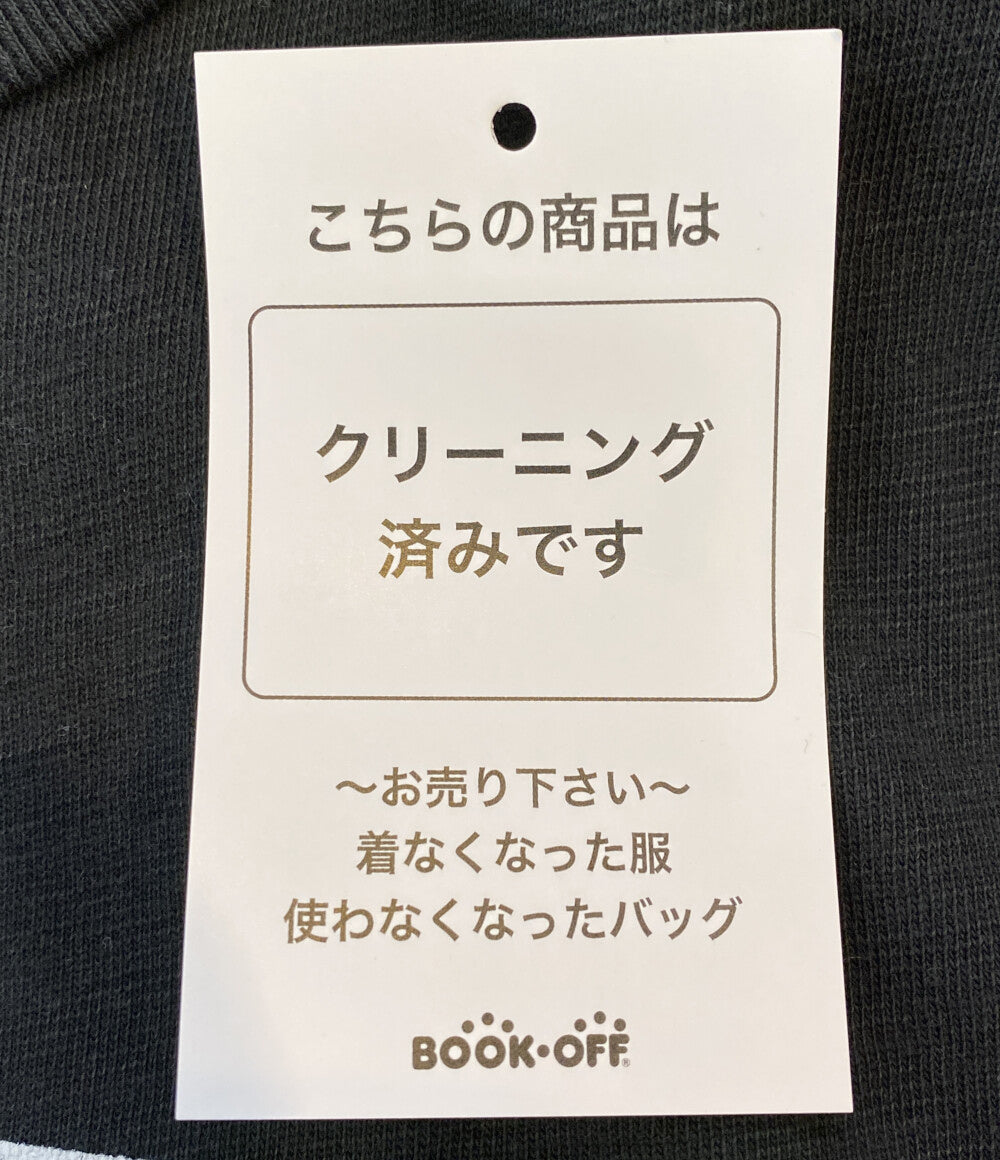 こちらの商品は
クリーニング
済みです
～お売り下さい～
着なくなった服
使わなくなったバッグ
BOOK・OFF®